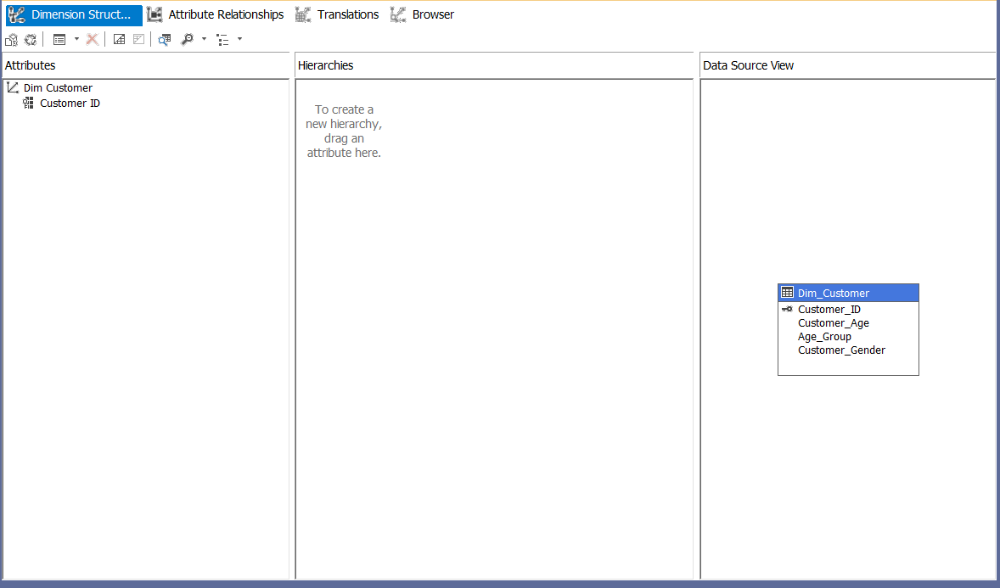 Dimension Struct...
Attribute Relationships
Translations
Browser
Attributes
Hierarchies
Data Source View
Dim Customer
Customer ID
To create a
new hierarchy,
drag an
attribute here.
Dim_Customer
Customer_ID
Customer_Age
Age_Group
Customer_Gender